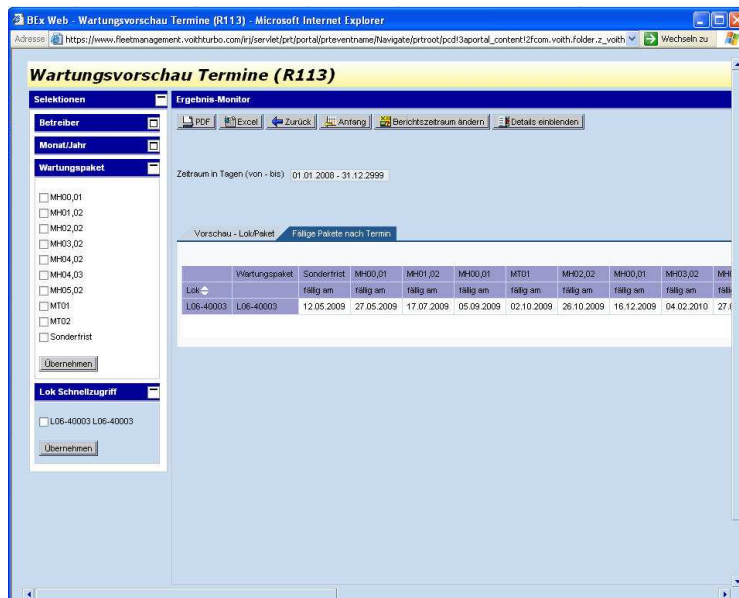 BEx Web - Wartungsvorschau Termine (R113) - Microsoft Internet Explorer
Adresse https://www.fleetmanagement.voithturbo.com/irj/servlet/prt/portal/prteventname/Navigate/prtroot/pcd!3aportal_content!2fcom.voith.folder.z_voith Wechseln zu
Wartungsvorschau Termine (R113)
Selektionen
Betreiber
Monat/Jahr
Wartungspaket
MH00,01
MH01,02
MH02,02
MH03,02
MH04,02
MH04,03
MH05,02
MT01
MT02
Sonderfrist
Übernehmen
Lok Schnellzugriff
L06-40003 L06-40003
Übernehmen
Ergebnis-Monitor
PDF Excel Zurück Anfang Berichtszeitraum ändern Details einblenden
Zeitraum in Tagen (von - bis) 01.01.2008 - 31.12.2999
Vorschau - Lok/Paket Fällige Pakete nach Termin
Wartungspaket Sonderfrist MH00,01 MH01,02 MH00,01 MT01 MH02,02 MH00,01 MH03,02
Lok fällig am fällig am fällig am fällig am fällig am fällig am fällig am fällig am
L06-40003 L06-40003 12.05.2009 27.05.2009 17.07.2009 05.09.2009 02.10.2009 26.10.2009 16.12.2009 04.02.2010